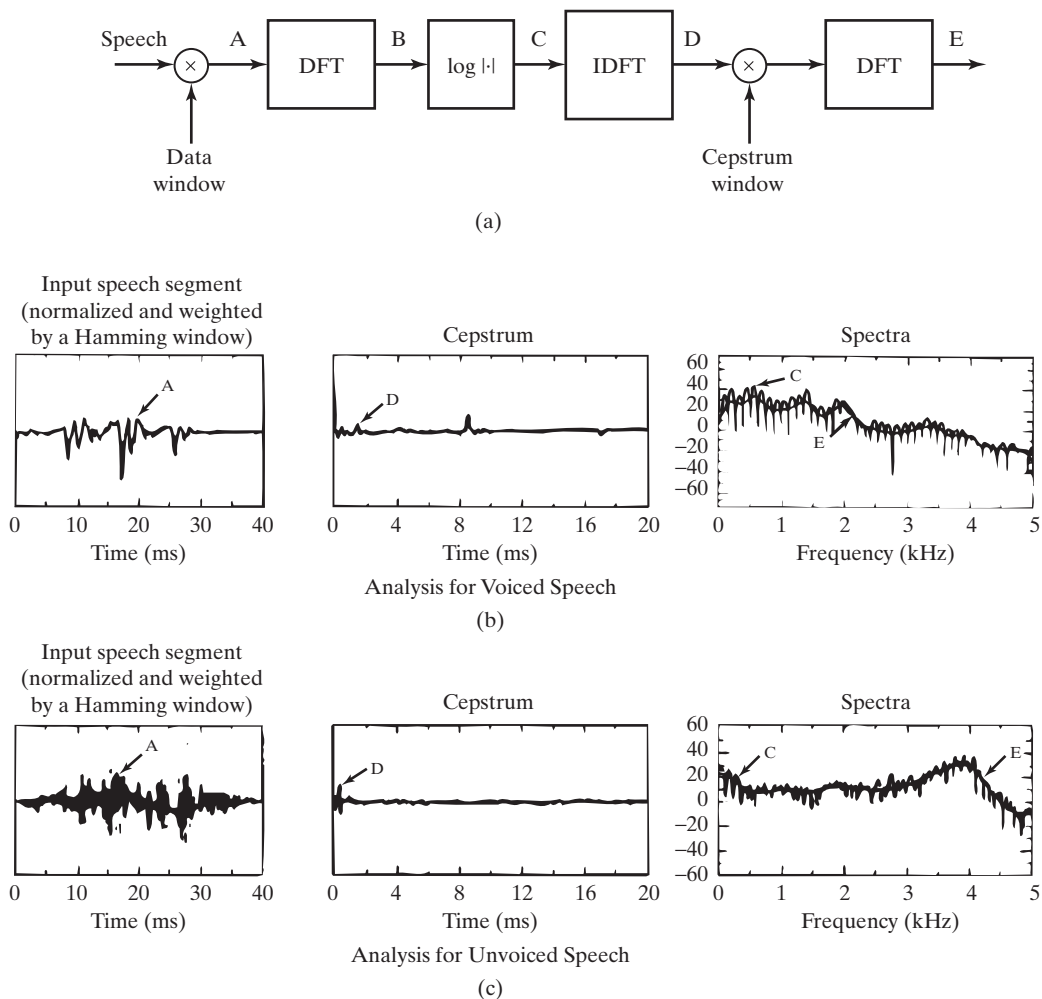 A B C D E
Speech × DFT log |·| IDFT × DFT
Data
window
Cepstrum
window
(a)
Input speech segment
(normalized and weighted
by a Hamming window)
Cepstrum
Spectra
A
D
C
E
60
40
20
0
−20
−40
−60
0 10 20 30 40
0 4 8 12 16 20
0 1 2 3 4 5
Time (ms)
Time (ms)
Frequency (kHz)
Analysis for Voiced Speech
(b)
Input speech segment
(normalized and weighted
by a Hamming window)
Cepstrum
Spectra
A
D
C
E
60
40
20
0
−20
−40
−60
0 10 20 30 40
0 4 8 12 16 20
0 1 2 3 4 5
Time (ms)
Time (ms)
Frequency (kHz)
Analysis for Unvoiced Speech
(c)